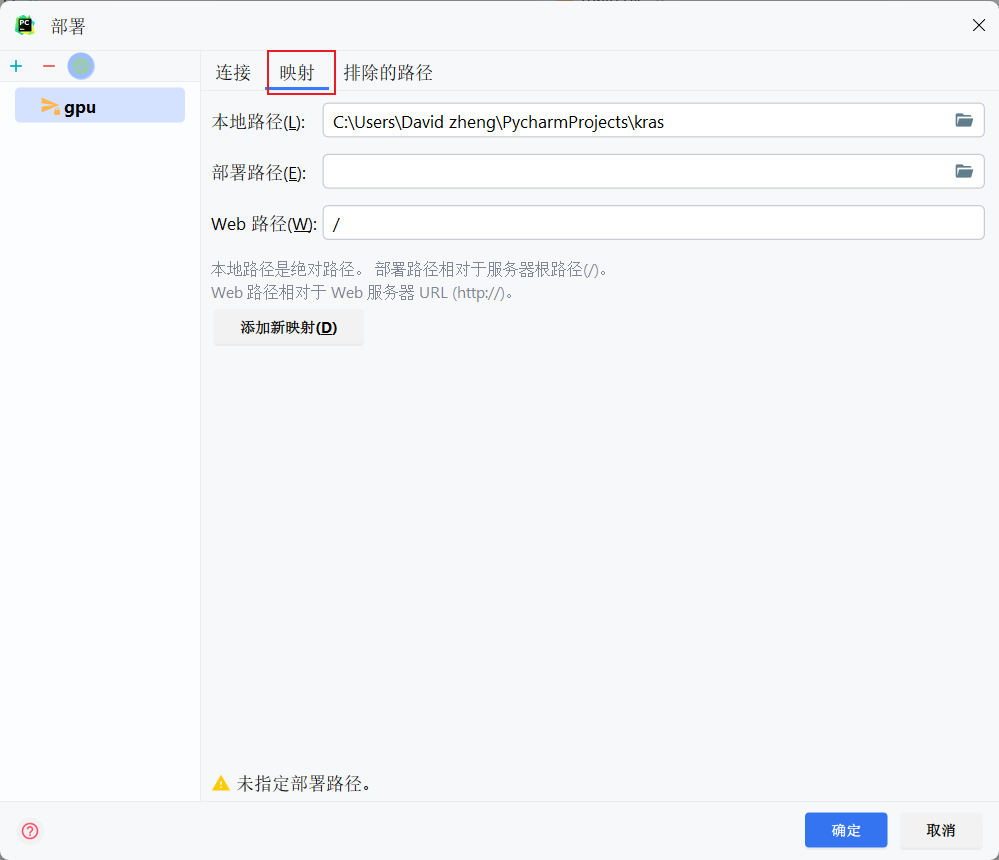 部署
gpu
连接 映射 排除的路径
本地路径(L): C:\Users\David zheng\PycharmProjects\kras
部署路径(E):
Web 路径(W): /
本地路径是绝对路径。 部署路径相对于服务器根路径(/)。
Web 路径相对于 Web 服务器 URL (http://)。
添加新映射(D)
未指定部署路径。
确定 取消